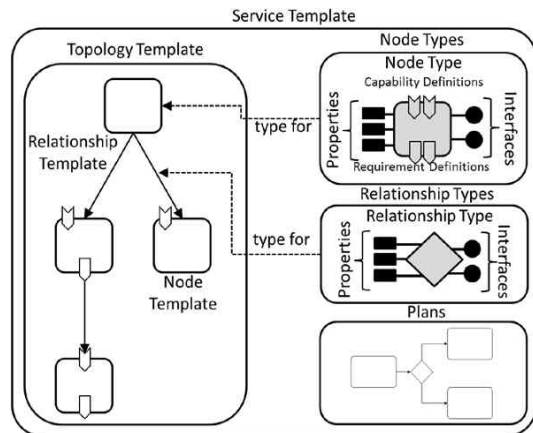 Service Template
Topology Template
Relationship
Template
Node
Template
type for
type for
Node Types
Node Type
Capability Definitions
Properties
Interfaces
Requirement Definitions
Relationship Types
Relationship Type
Properties
Interfaces
Plans